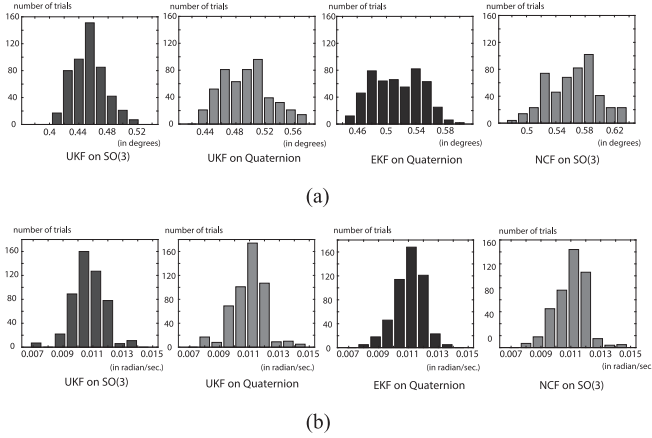 number of trials number of trials number of trials number of trials
160 160 160 160
120 120 120 120
80 80 80 80
40 40 40 40
0 0 0 0
0.4 0.44 0.48 0.52 0.44 0.48 0.52 0.56 0.46 0.5 0.54 0.58 0.5 0.54 0.58 0.62
(in degrees) (in degrees) (in degrees) (in degrees)
UKF on SO(3) UKF on Quaternion EKF on Quaternion NCF on SO(3)
(a)
number of trials number of trials number of trials number of trials
160 160 160 160
120 120 120 120
80 80 80 80
40 40 40 40
0 0 0 0
0.007 0.009 0.011 0.013 0.015 0.007 0.009 0.011 0.013 0.015 0.007 0.009 0.011 0.013 0.015 0.007 0.009 0.011 0.013 0.015
(in radian/sec.) (in radian/sec.) (in radian/sec.) (in radian/sec
UKF on SO(3) UKF on Quaternion EKF on Quaternion NCF on SO(3)
(b)